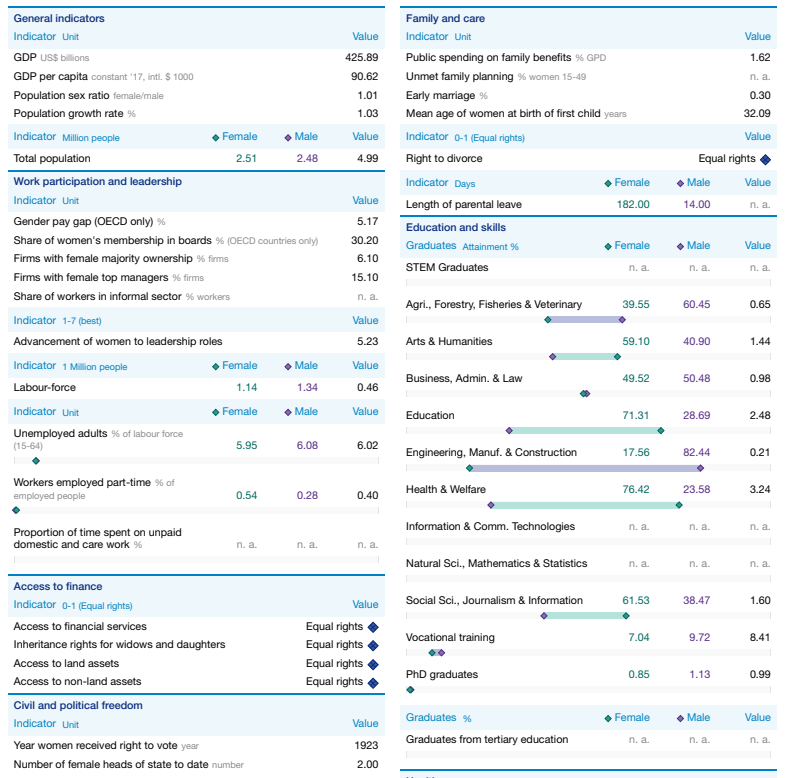 General indicators
Indicator Unit Value
GDP US$ billions 425.89
GDP per capita constant '17, intl. $ 1000 90.62
Population sex ratio female/male 1.01
Population growth rate % 1.03
Indicator Million people Female Male Value
Total population 2.51 2.48 4.99
Work participation and leadership
Indicator Unit Value
Gender pay gap (OECD only) % 5.17
Share of women's membership in boards % (OECD countries only) 30.20
Firms with female majority ownership % firms 6.10
Firms with female top managers % firms 15.10
Share of workers in informal sector % workers n. a.
Indicator 1-7 (best) Value
Advancement of women to leadership roles 5.23
Indicator 1 Million people Female Male Value
Labour-force 1.14 1.34 0.46
Indicator Unit Female Male Value
Unemployed adults % of labour force
(15-64) 5.95 6.08 6.02
Workers employed part-time % of
employed people 0.54 0.28 0.40
Proportion of time spent on unpaid
domestic and care work % n. a. n. a. n. a.
Access to finance
Indicator 0-1 (Equal rights) Value
Access to financial services Equal rights
Inheritance rights for widows and daughters Equal rights
Access to land assets Equal rights
Access to non-land assets Equal rights
Civil and political freedom
Indicator Unit Value
Year women received right to vote year 1923
Number of female heads of state to date number 2.00
Family and care
Indicator Unit Value
Public spending on family benefits % GPD 1.62
Unmet family planning % women 15-49 n. a.
Early marriage % 0.30
Mean age of women at birth of first child years 32.09
Indicator 0-1 (Equal rights) Value
Right to divorce Equal rights
Indicator Days Female Male Value
Length of parental leave 182.00 14.00 n. a.
Education and skills
Graduates Attainment % Female Male Value
STEM Graduates n. a. n. a. n. a.
Agri., Forestry, Fisheries & Veterinary 39.55 60.45 0.65
Arts & Humanities 59.10 40.90 1.44
Business, Admin. & Law 49.52 50.48 0.98
Education 71.31 28.69 2.48
Engineering, Manuf. & Construction 17.56 82.44 0.21
Health & Welfare 76.42 23.58 3.24
Information & Comm. Technologies n. a. n. a. n. a.
Natural Sci., Mathematics & Statistics n. a. n. a. n. a.
Social Sci., Journalism & Information 61.53 38.47 1.60
Vocational training 7.04 9.72 8.41
PhD graduates 0.85 1.13 0.99
Graduates % Female Male Value
Graduates from tertiary education n. a. n. a. n. a.